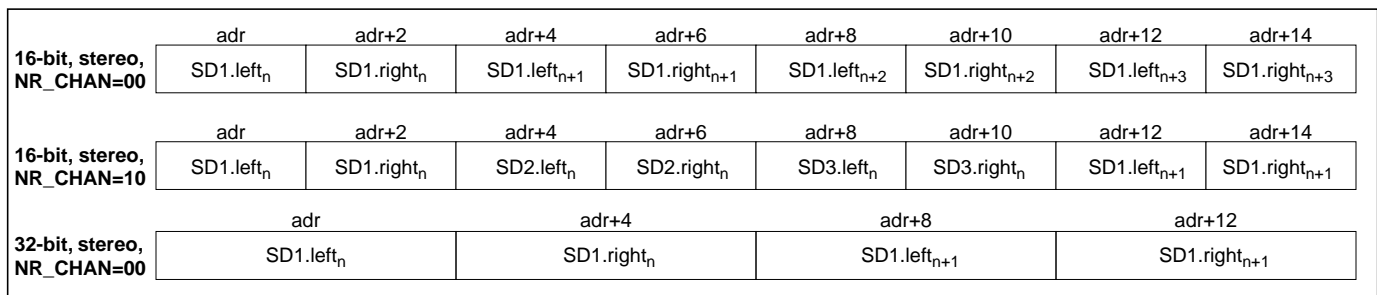 adr adr+2 adr+4 adr+6 adr+8 adr+10 adr+12 adr+14
16-bit, stereo,
NR_CHAN=00
SD1.leftn SD1.rightn SD1.leftn+1 SD1.rightn+1 SD1.leftn+2 SD1.rightn+2 SD1.leftn+3 SD1.rightn+3
adr adr+2 adr+4 adr+6 adr+8 adr+10 adr+12 adr+14
16-bit, stereo,
NR_CHAN=10
SD1.leftn SD1.rightn SD2.leftn SD2.rightn SD3.leftn SD3.rightn SD1.leftn+1 SD1.rightn+1
adr adr+4 adr+8 adr+12
32-bit, stereo,
NR_CHAN=00
SD1.leftn SD1.rightn SD1.leftn+1 SD1.rightn+1